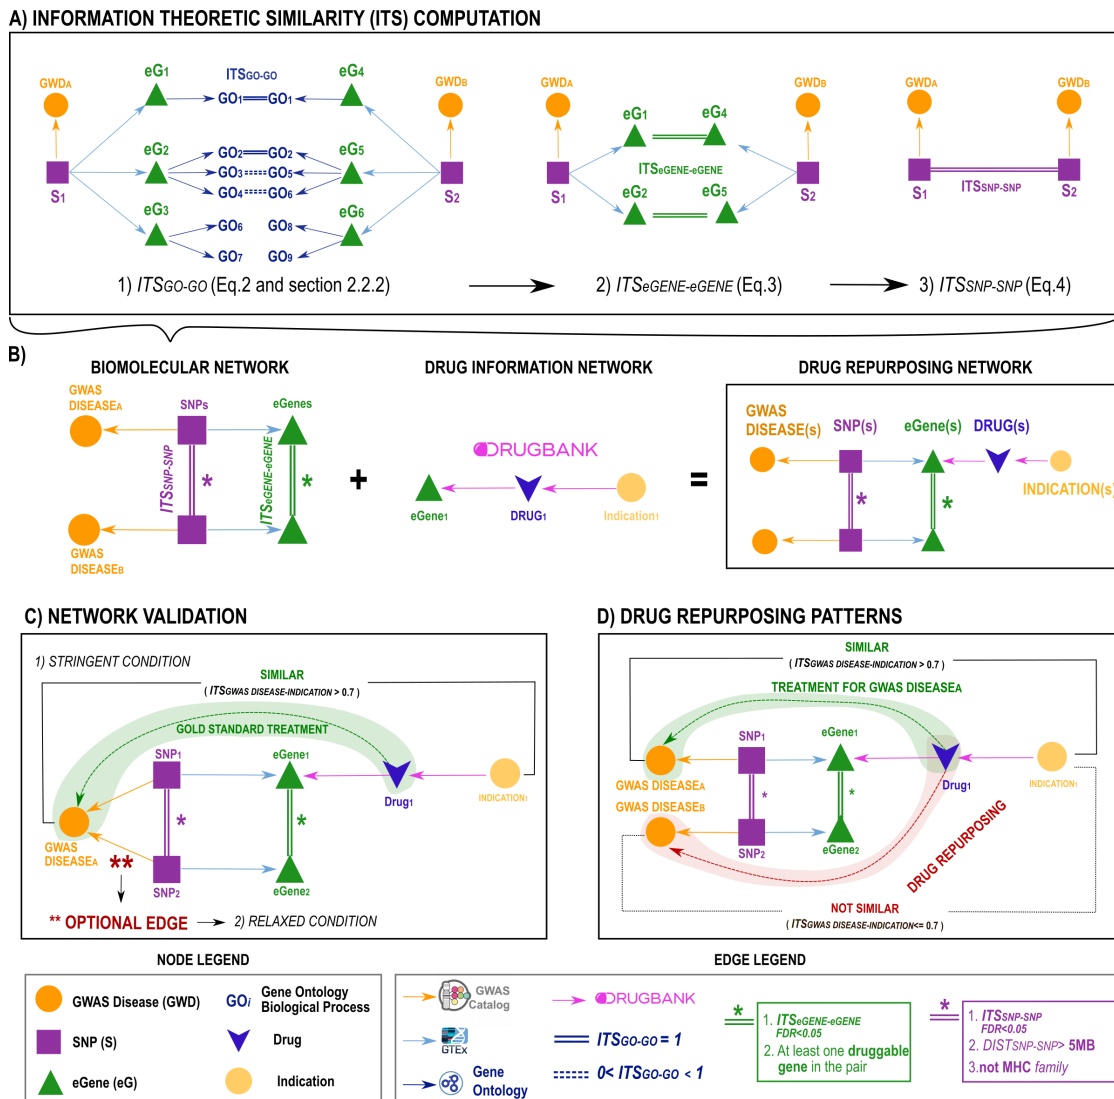 A) INFORMATION THEORETIC SIMILARITY (ITS) COMPUTATION
GWDA
eG1
ITSGO-GO
eG4
GWDB
GO1 GO1
eG2
GO2 GO2
eG5
GO3 GO5
GO4 GO6
S1
S2
eG3
eG6
GO6 GO8
GO7 GO9
1) ITSGO-GO (Eq.2 and section 2.2.2)
GWDA
GWDB
eG1
eG4
ITSeGENE-eGENE
eG2
eG5
S1
S2
2) ITSeGENE-eGENE (Eq.3)
GWDA
GWDB
S1
ITSSNP-SNP
S2
3) ITSSNP-SNP (Eq.4)
B)
BIOMOLECULAR NETWORK
GWAS
DISEASEA
SNPs
eGenes
ITSSNP-SNP
*
ITSeGENE-eGENE
*
GWAS
DISEASEB
+
DRUG INFORMATION NETWORK
DRUGBANK
eGene1
DRUG1
Indication1
=
DRUG REPURPOSING NETWORK
GWAS
DISEASE(s)
SNP(s)
eGene(s)
DRUG(s)
INDICATION(s)
*
*
C) NETWORK VALIDATION
1) STRINGENT CONDITION
SIMILAR
( ITSGWAS DISEASE-INDICATION > 0.7 )
GOLD STANDARD TREATMENT
SNP1
eGene1
Drug1
INDICATION1
*
*
GWAS
DISEASEA
**
SNP2
eGene2
** OPTIONAL EDGE
2) RELAXED CONDITION
D) DRUG REPURPOSING PATTERNS
SIMILAR
( ITSGWAS DISEASE-INDICATION > 0.7 )
TREATMENT FOR GWAS DISEASEA
SNP1
eGene1
GWAS DISEASEA
Drug1
INDICATION1
*
*
GWAS DISEASEB
SNP2
eGene2
DRUG REPURPOSING
NOT SIMILAR
( ITSGWAS DISEASE-INDICATION<= 0.7 )
NODE LEGEND
GWAS Disease (GWD)
GOi
Gene Ontology
Biological Process
SNP (S)
Drug
eGene (eG)
Indication
EDGE LEGEND
GWAS
Catalog
GTEx
Gene
Ontology
DRUGBANK
ITSGO-GO = 1
0< ITSGO-GO < 1
*
1. ITSeGENE-eGENE
FDR<0.05
2. At least one druggable
gene in the pair
*
1. ITSSNP-SNP
FDR<0.05
2. DISTSNP-SNP> 5MB
3.not MHC family